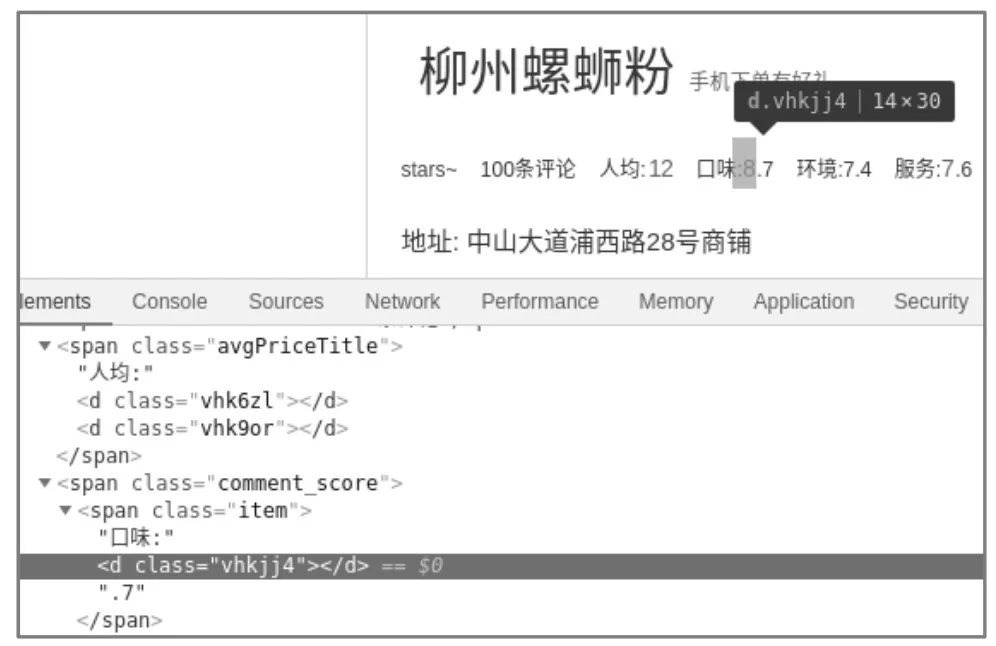 柳州螺蛳粉 手机下单有好礼
d.vhkjj4 | 14×30
stars~ 100条评论 人均:12 口味:8.7 环境:7.4 服务:7.6
地址: 中山大道浦西路28号商铺
lements Console Sources Network Performance Memory Application Security
▼<span class="avgPriceTitle">
"人均:"
<d class="vhk6zl"></d>
<d class="vhk9or"></d>
</span>
▼<span class="comment_score">
▼<span class="item">
"口味:"
<d class="vhkjj4"></d> == $0
".7"
</span>